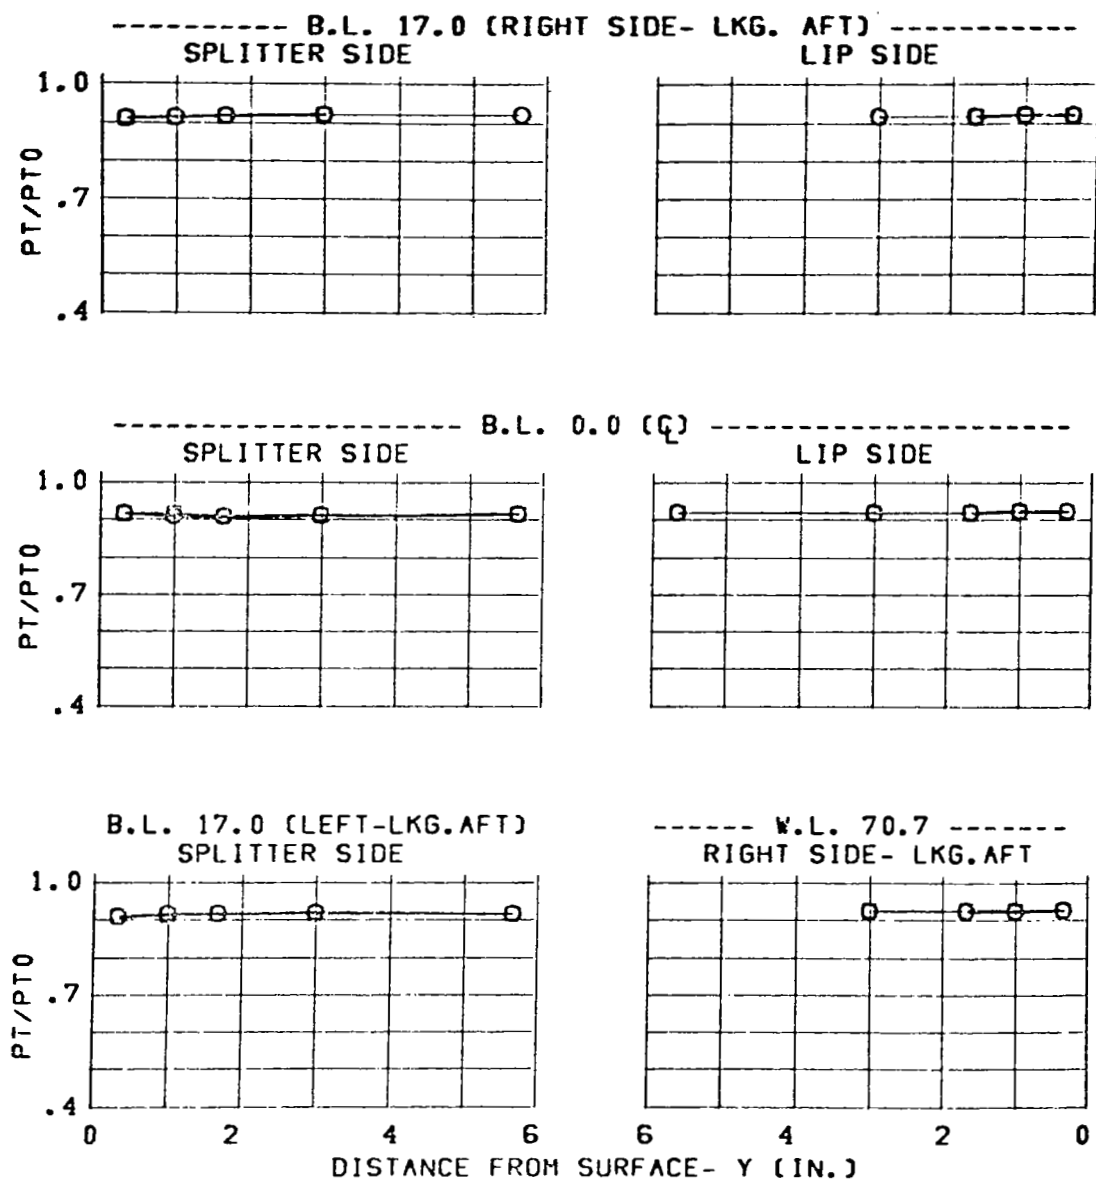 --------- B.L. 17.0 (RIGHT SIDE- LKG. AFT) ---------
SPLITTER SIDE LIP SIDE
1.0
.7
.4
PT/PTO
-------------------- B.L. 0.0 (℄) --------------------
SPLITTER SIDE LIP SIDE
1.0
.7
.4
PT/PTO
B.L. 17.0 (LEFT-LKG.AFT) ------ W.L. 70.7 -------
SPLITTER SIDE RIGHT SIDE- LKG.AFT
1.0
.7
.4
PT/PTO
0 2 4 6 6 4 2 0
DISTANCE FROM SURFACE- Y (IN.)